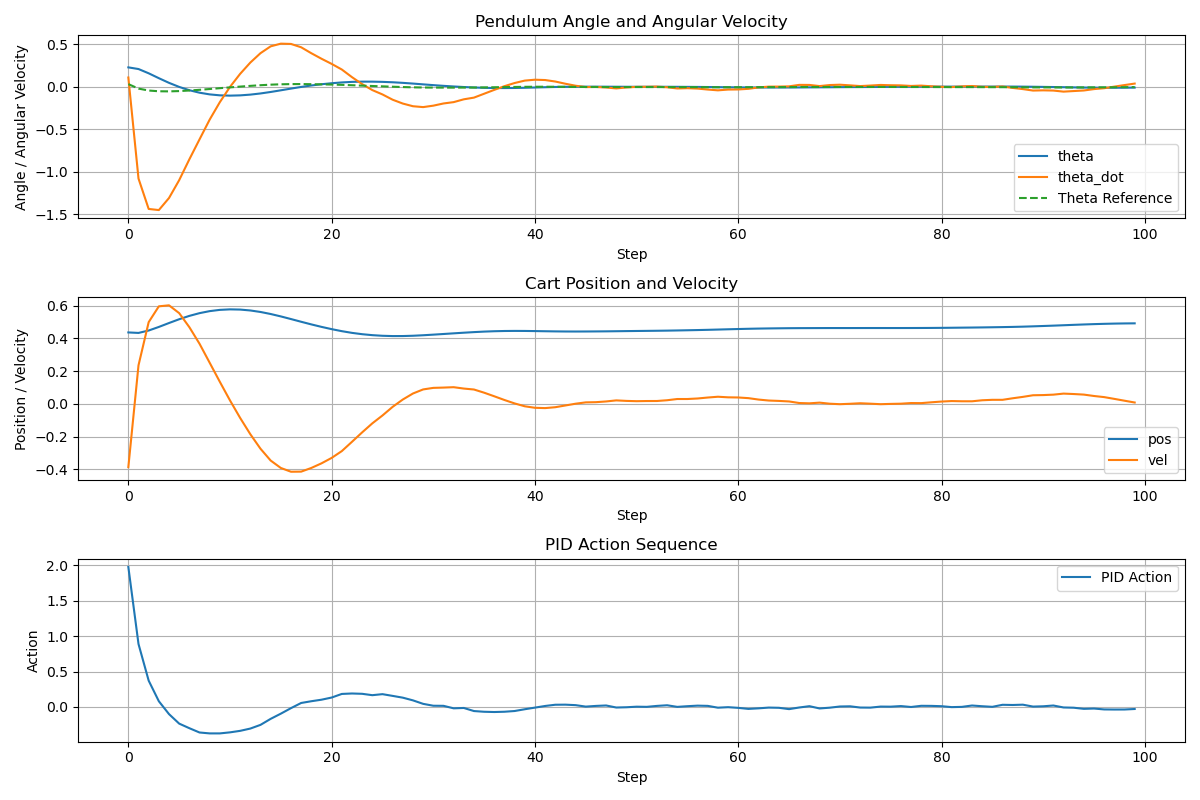 Pendulum Angle and Angular Velocity
Angle / Angular Velocity
0.5
0.0
−0.5
−1.0
−1.5
theta
theta_dot
Theta Reference
0 20 40 60 80 100
Step
Cart Position and Velocity
Position / Velocity
0.6
0.4
0.2
0.0
−0.2
−0.4
pos
vel
0 20 40 60 80 100
Step
PID Action Sequence
Action
2.0
1.5
1.0
0.5
0.0
PID Action
0 20 40 60 80 100
Step